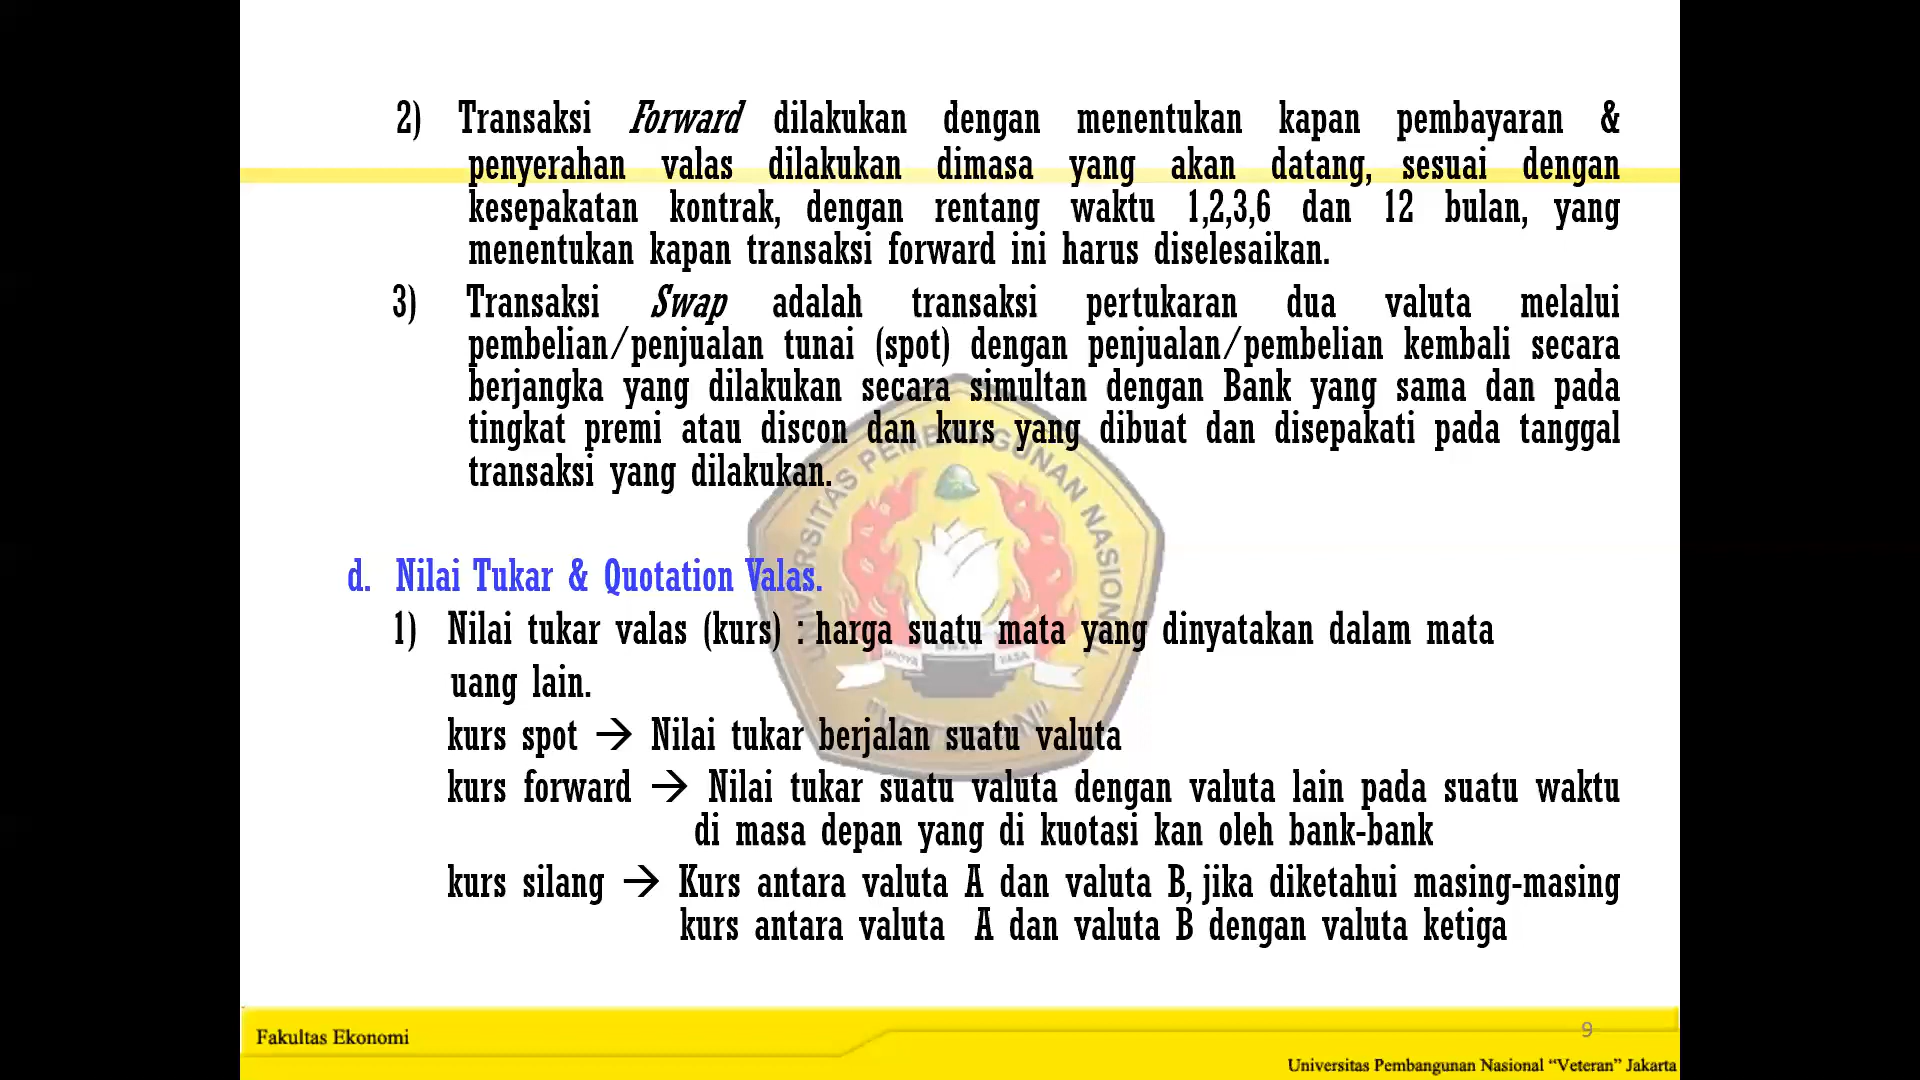 2) Transaksi Forward dilakukan dengan menentukan kapan pembayaran &
penyerahan valas dilakukan dimasa yang akan datang, sesuai dengan
kesepakatan kontrak, dengan rentang waktu 1,2,3,6 dan 12 bulan, yang
menentukan kapan transaksi forward ini harus diselesaikan.
3) Transaksi Swap adalah transaksi pertukaran dua valuta melalui
pembelian/penjualan tunai (spot) dengan penjualan/pembelian kembali secara
berjangka yang dilakukan secara simultan dengan Bank yang sama dan pada
tingkat premi atau discon dan kurs yang dibuat dan disepakati pada tanggal
transaksi yang dilakukan.
UNIVERSITAS PEMBANGUNAN NASIONAL
d. Nilai Tukar & Quotation Valas.
1) Nilai tukar valas (kurs) : harga suatu mata yang dinyatakan dalam mata
uang lain.
"VETERAN"
kurs spot → Nilai tukar berjalan suatu valuta
kurs forward → Nilai tukar suatu valuta dengan valuta lain pada suatu waktu
di masa depan yang di kuotasi kan oleh bank-bank
kurs silang → Kurs antara valuta A dan valuta B, jika diketahui masing-masing
kurs antara valuta A dan valuta B dengan valuta ketiga
9
Fakultas Ekonomi
Universitas Pembangunan Nasional “Veteran” Jakarta